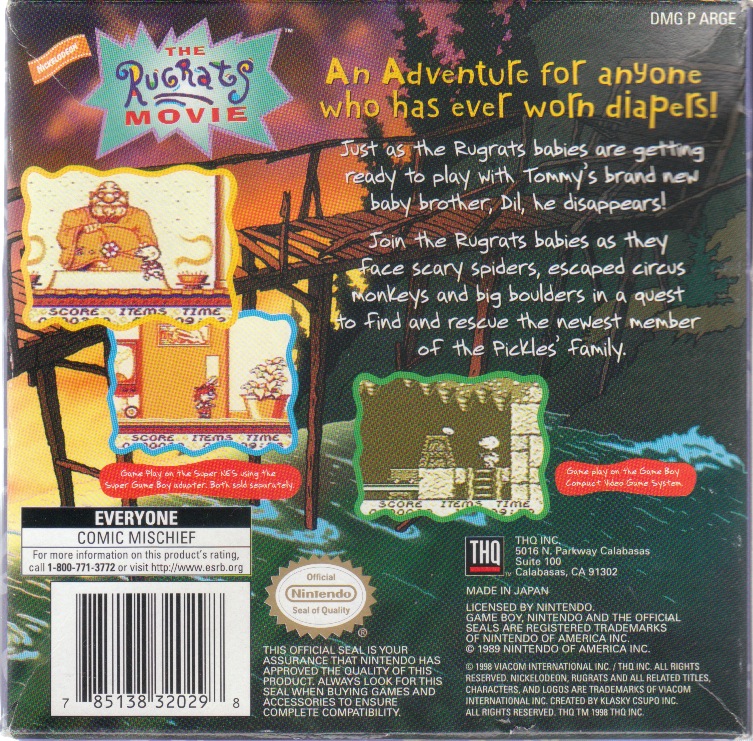 DMG P ARGE
NICKELODEON
THE
RUGRATS
MOVIE
™
An Adventure for anyone
who has ever worn diapers!
Just as the Rugrats babies are getting
ready to play with Tommy's brand new
baby brother, Dil, he disappears!
Join the Rugrats babies as they
face scary spiders, escaped circus
monkeys and big boulders in a quest
to find and rescue the newest member
of the Pickles' family.
SCORE ITEMS TIME
SCORE ITEMS TIME
SCORE ITEMS TIME
Game Play on the Super NES using the
Super Game Boy adapter. Both sold separately.
Game play on the Game Boy
Compact Video Game System.
EVERYONE
COMIC MISCHIEF
For more information on this product's rating,
call 1-800-771-3772 or visit http://www.esrb.org
7 85138 32029 8
Official
Nintendo
Seal of Quality
®
THIS OFFICIAL SEAL IS YOUR
ASSURANCE THAT NINTENDO HAS
APPROVED THE QUALITY OF THIS
PRODUCT. ALWAYS LOOK FOR THIS
SEAL WHEN BUYING GAMES AND
ACCESSORIES TO ENSURE
COMPLETE COMPATIBILITY.
THQ
™
THQ INC.
5016 N. Parkway Calabasas
Suite 100
Calabasas, CA 91302
MADE IN JAPAN
LICENSED BY NINTENDO.
GAME BOY, NINTENDO AND THE OFFICIAL
SEALS ARE REGISTERED TRADEMARKS
OF NINTENDO OF AMERICA INC.
© 1989 NINTENDO OF AMERICA INC.
© 1998 VIACOM INTERNATIONAL INC. / THQ INC. ALL RIGHTS
RESERVED. NICKELODEON, RUGRATS AND ALL RELATED TITLES,
CHARACTERS, AND LOGOS ARE TRADEMARKS OF VIACOM
INTERNATIONAL INC. CREATED BY KLASKY CSUPO INC.
ALL RIGHTS RESERVED. THQ TM 1998 THQ INC.